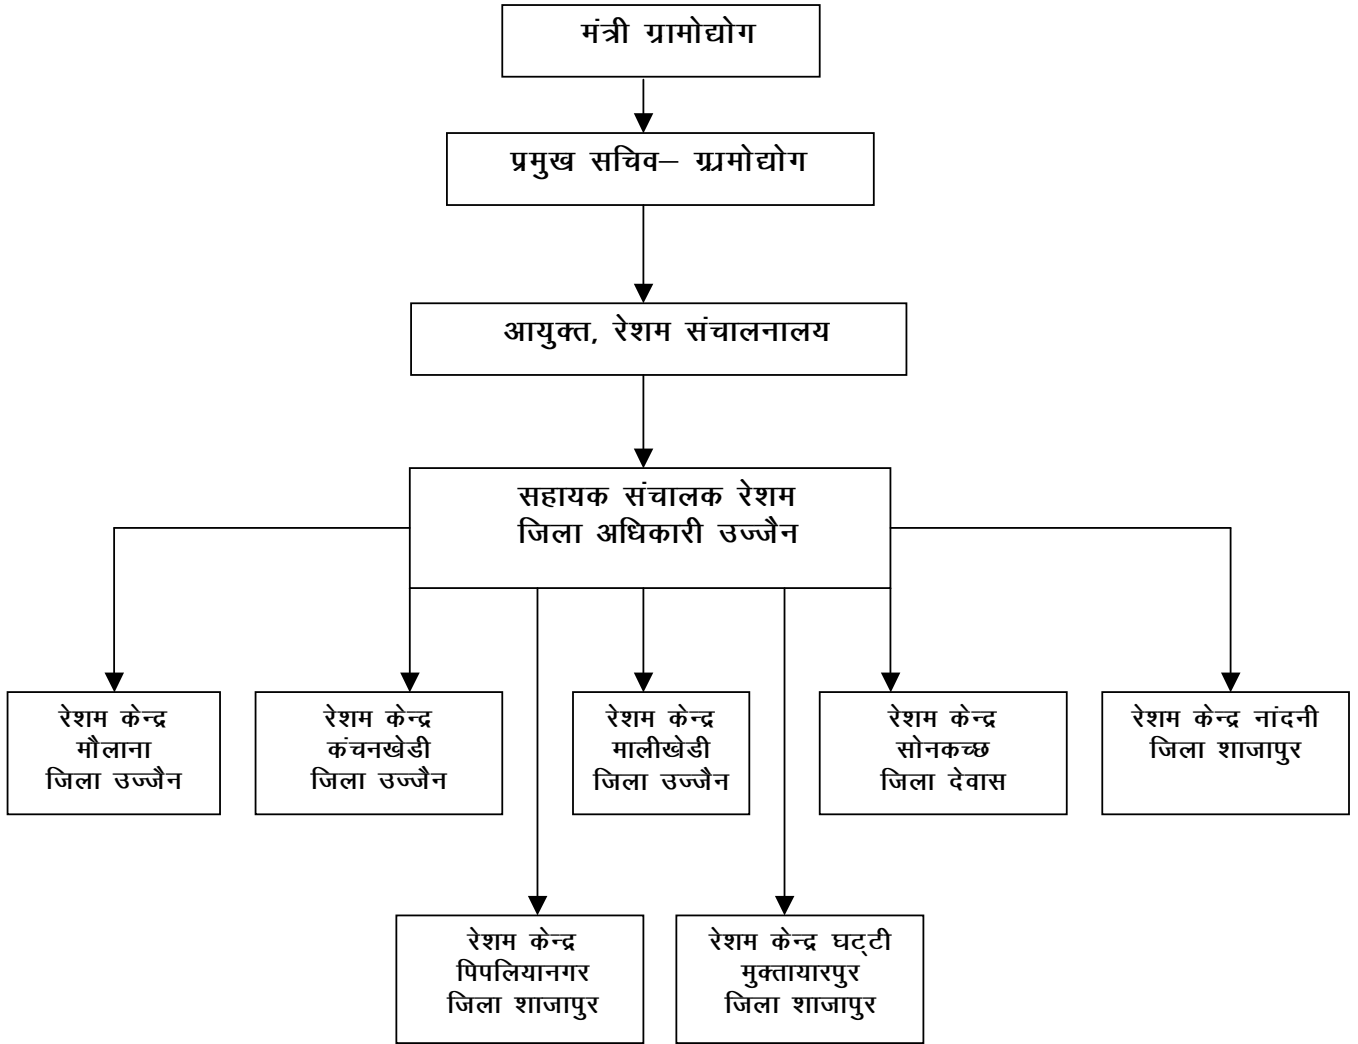 मंत्री ग्रामोद्योग
प्रमुख सचिव– ग्रामोद्योग
आयुक्त, रेशम संचालनालय
सहायक संचालक रेशम
जिला अधिकारी उज्जैन
रेशम केन्द्र
मौलाना
जिला उज्जैन
रेशम केन्द्र
कंचनखेडी
जिला उज्जैन
रेशम केन्द्र
मालीखेडी
जिला उज्जैन
रेशम केन्द्र
सोनकच्छ
जिला देवास
रेशम केन्द्र नांदनी
जिला शाजापुर
रेशम केन्द्र
पिपलियानगर
जिला शाजापुर
रेशम केन्द्र घट्टी
मुक्तायारपुर
जिला शाजापुर